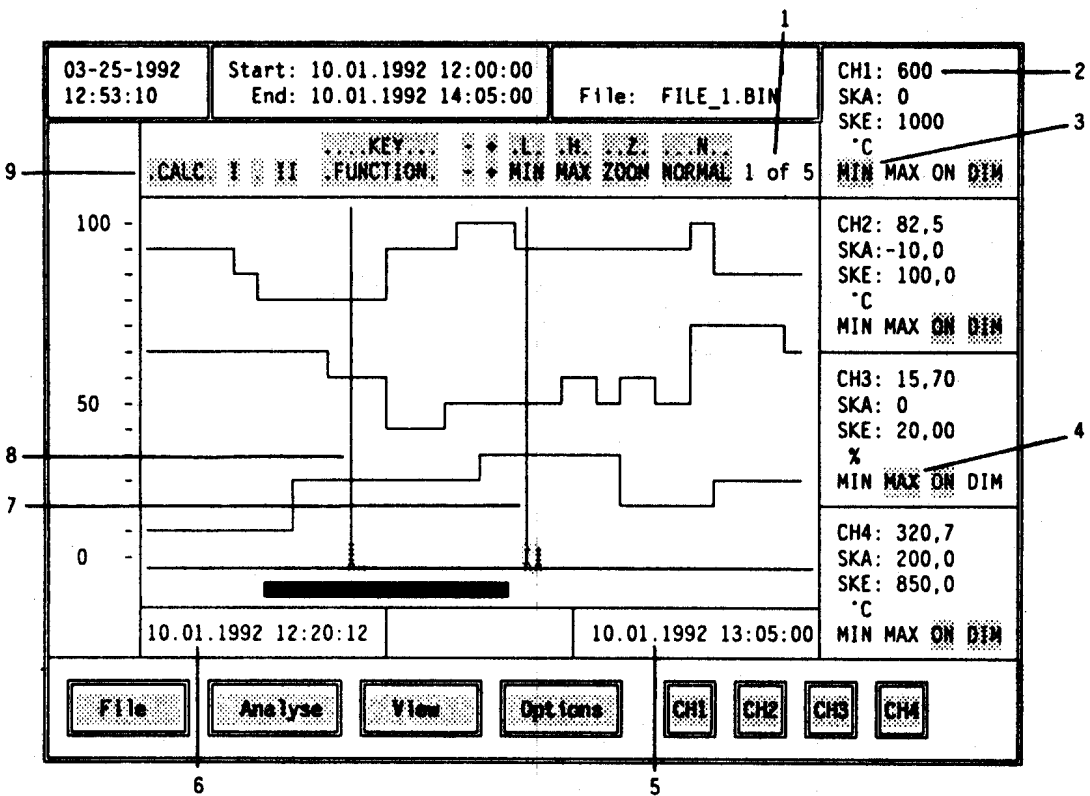 1
03-25-1992
12:53:10
Start: 10.01.1992 12:00:00
End: 10.01.1992 14:05:00
File: FILE_1.BIN
CH1: 600
SKA: 0
SKE: 1000
°C
MIN MAX ON DIM
2
3
....KEY... - + .L. .H. ..Z. ...N..
.CALC. I . II .FUNCTION. - + MIN MAX ZOOM NORMAL 1 of 5
9
100
50
0
CH2: 82,5
SKA:-10,0
SKE: 100,0
°C
MIN MAX ON DIM
CH3: 15,70
SKA: 0
SKE: 20,00
%
MIN MAX ON DIM
4
8
7
CH4: 320,7
SKA: 200,0
SKE: 850,0
°C
MIN MAX ON DIM
10.01.1992 12:20:12
10.01.1992 13:05:00
File Analyse View Options CH1 CH2 CH3 CH4
6
5